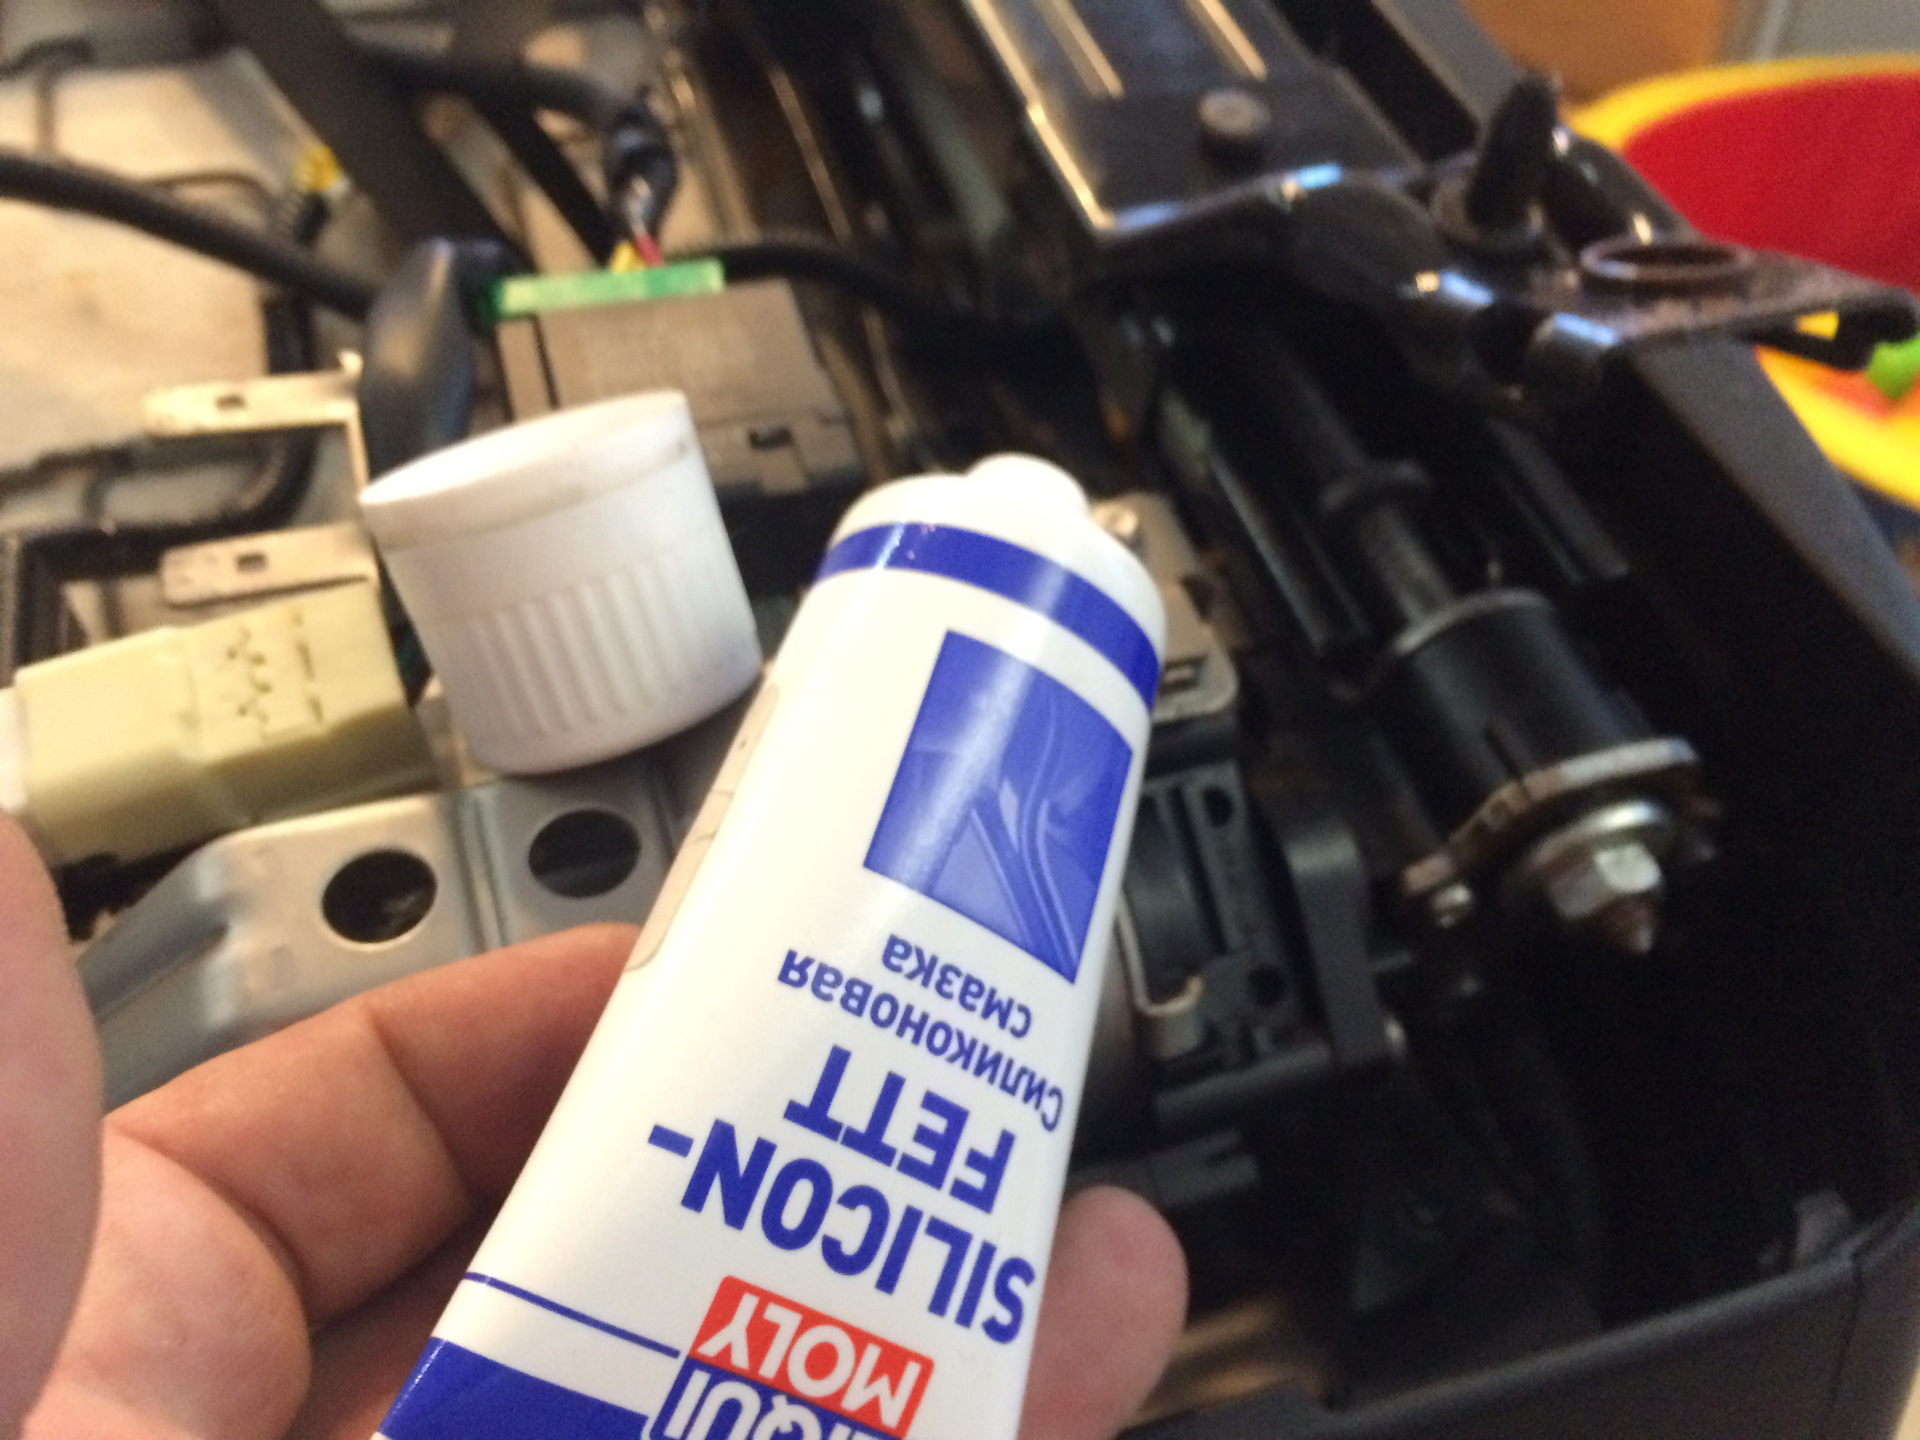 LIQUI
MOLY
SILICON-
FETT
Силиконовая
смазка